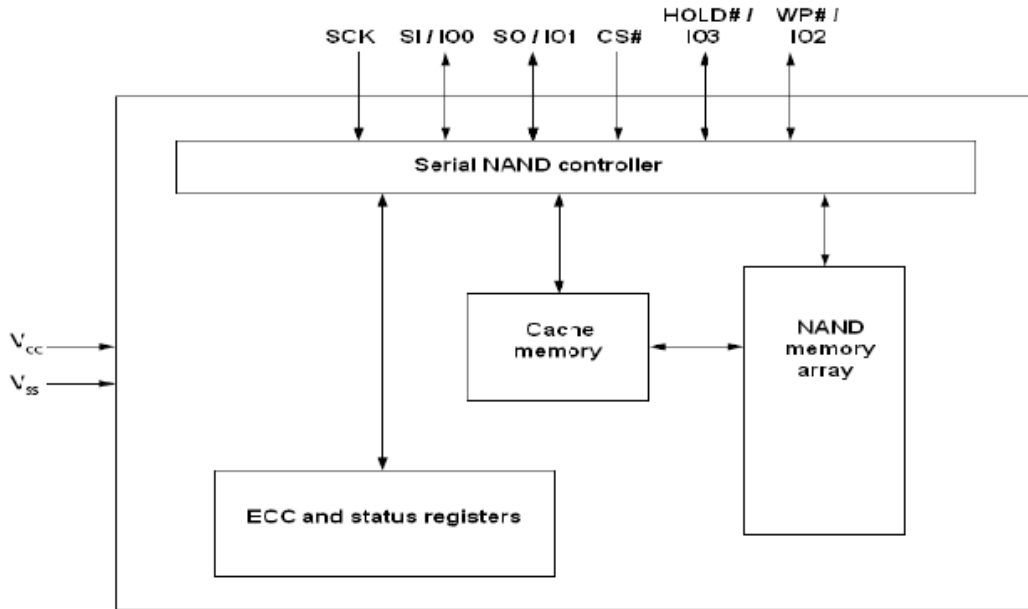 SCK SI / IO0 SO / IO1 CS# HOLD# / IO3 WP# / IO2
Serial NAND controller
Cache
memory
NAND
memory
array
Vcc
Vss
ECC and status registers